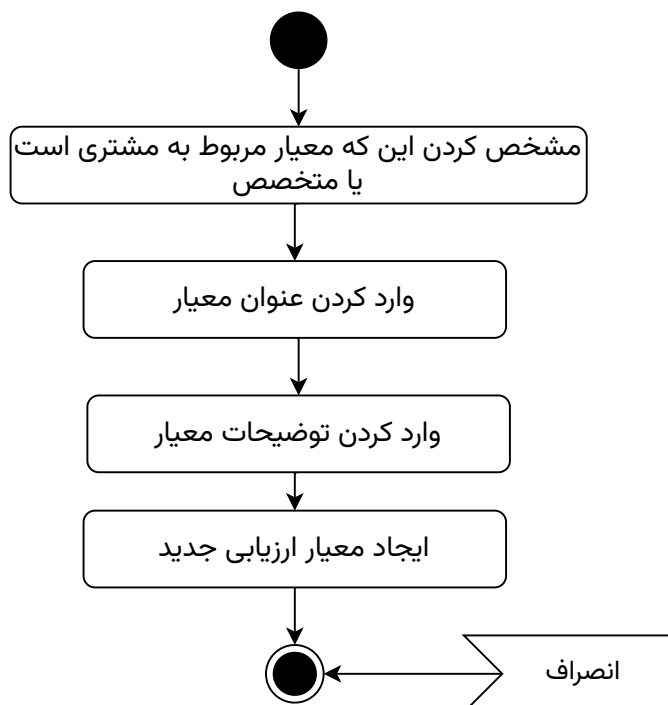 مشخص کردن این که معیار مربوط به مشتری است
یا متخصص
وارد کردن عنوان معیار
وارد کردن توضیحات معیار
ایجاد معیار ارزیابی جدید
انصراف